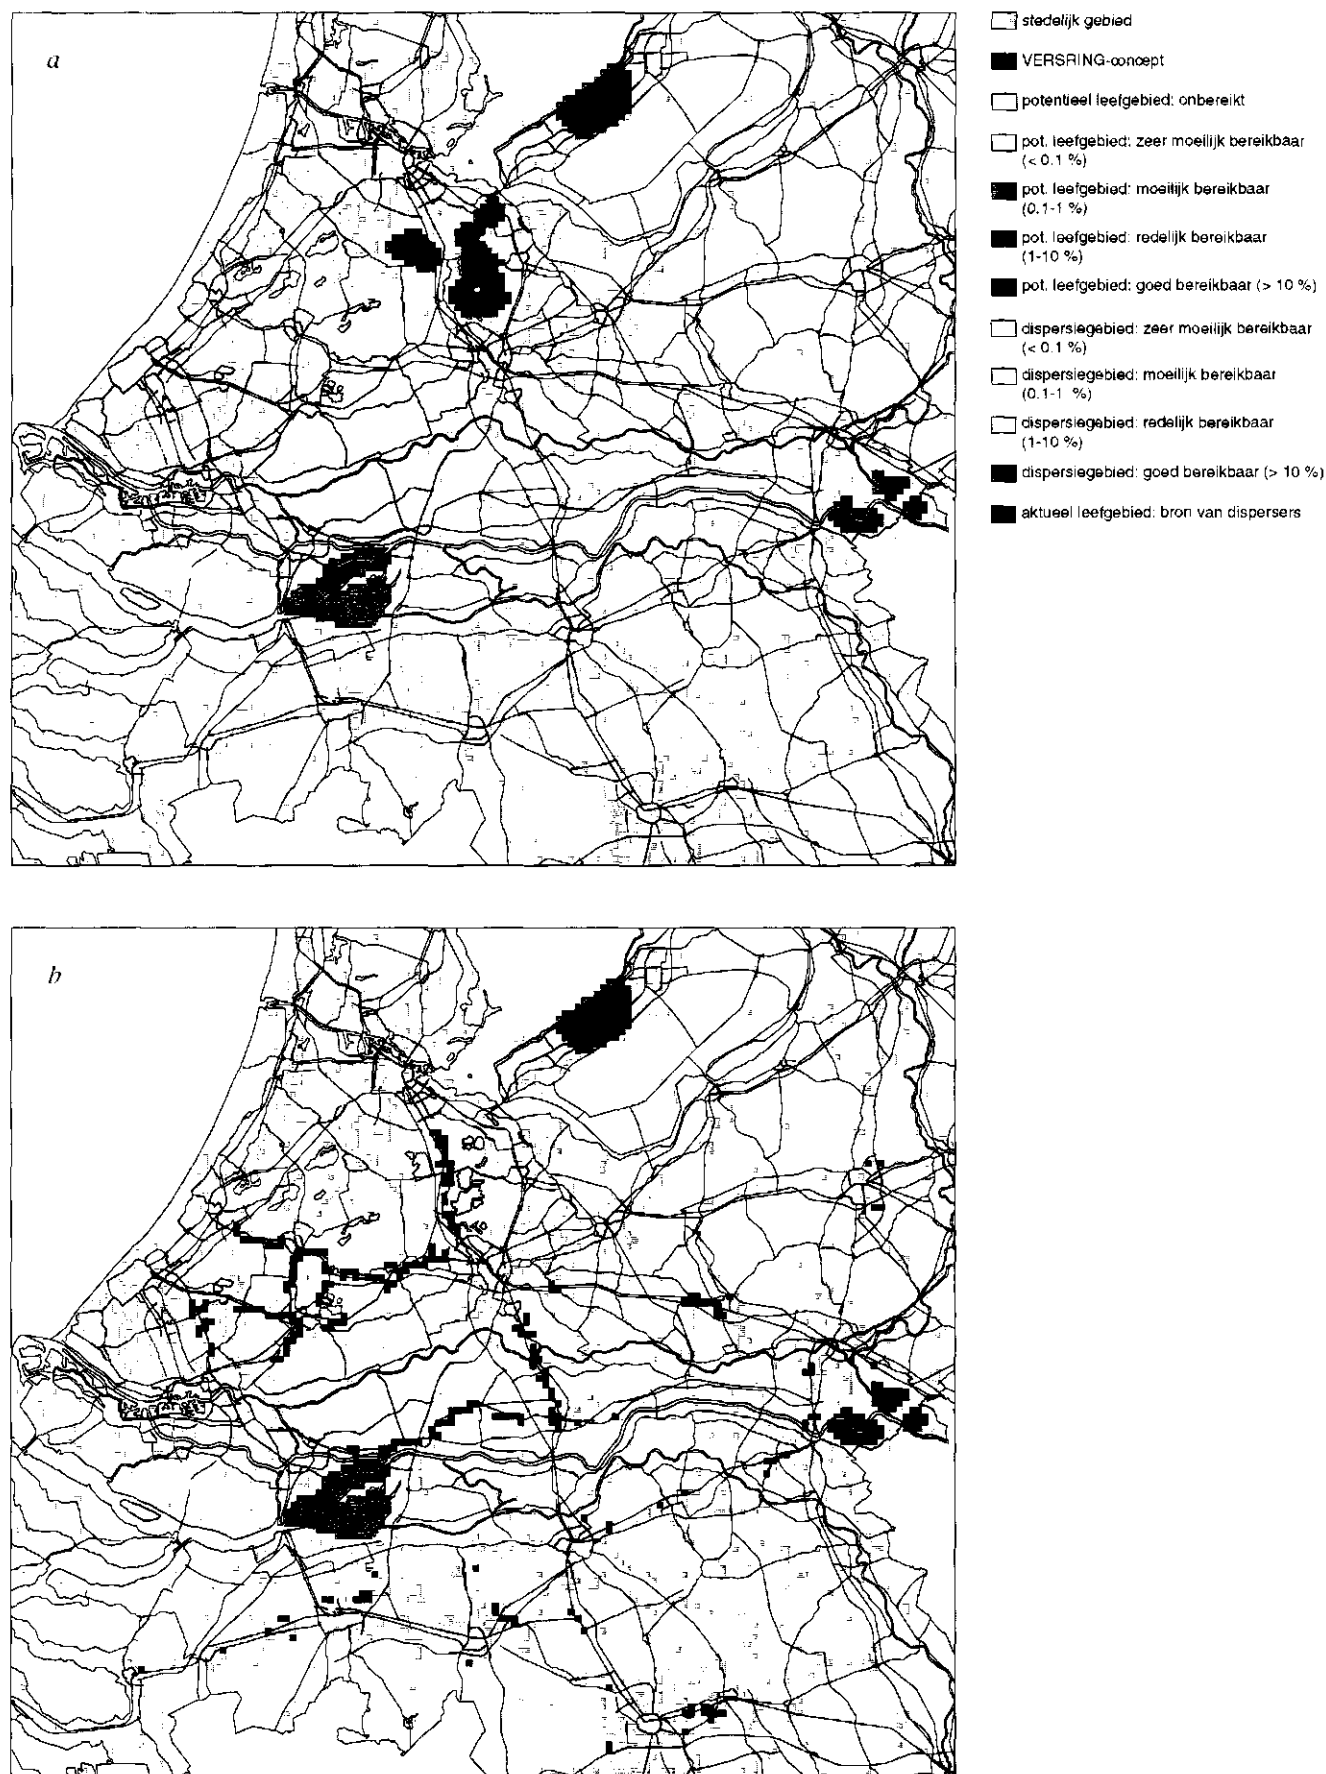 a
stedelijk gebied
VERSRING-concept
potentieel leefgebied: onbereikt
pot. leefgebied: zeer moeilijk bereikbaar
(< 0.1 %)
pot. leefgebied: moeilijk bereikbaar
(0.1-1 %)
pot. leefgebied: redelijk bereikbaar
(1-10 %)
pot. leefgebied: goed bereikbaar (> 10 %)
dispersiegebied: zeer moeilijk bereikbaar
(< 0.1 %)
dispersiegebied: moeilijk bereikbaar
(0.1-1 %)
dispersiegebied: redelijk bereikbaar
(1-10 %)
dispersiegebied: goed bereikbaar (> 10 %)
aktueel leefgebied: bron van dispersers
b